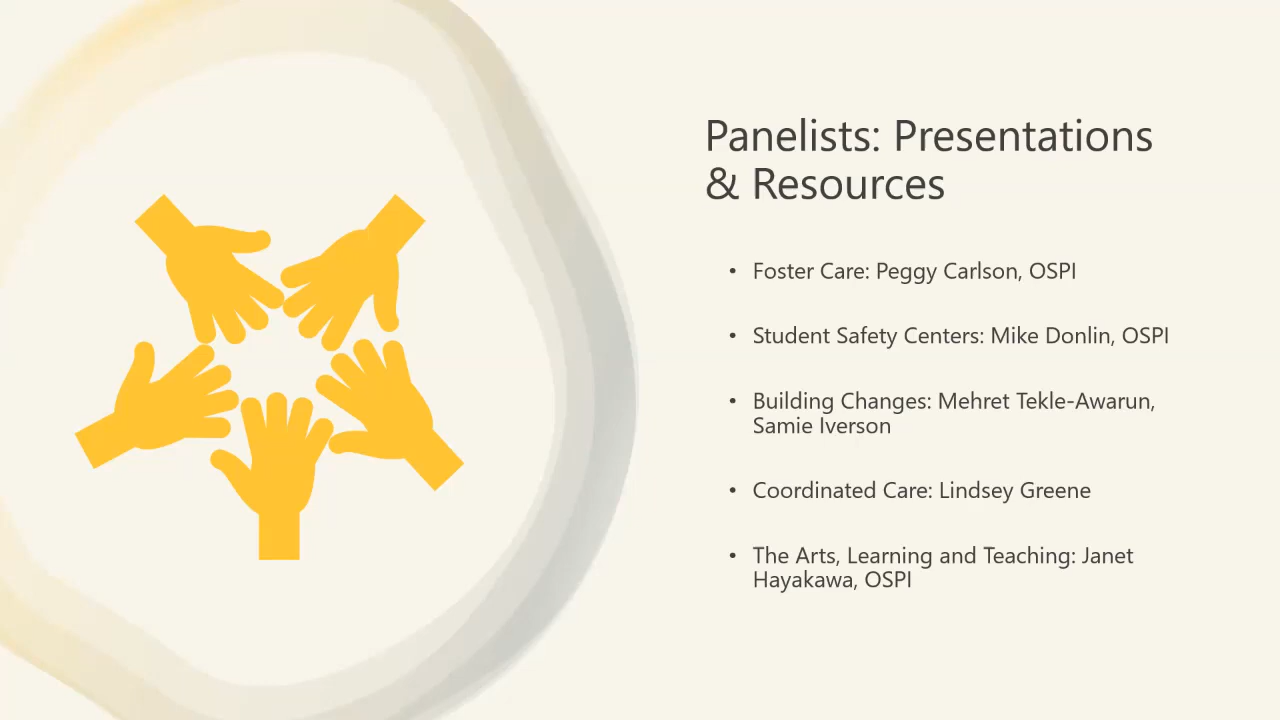 Panelists: Presentations
& Resources
• Foster Care: Peggy Carlson, OSPI
• Student Safety Centers: Mike Donlin, OSPI
• Building Changes: Mehret Tekle-Awarun,
Samie Iverson
• Coordinated Care: Lindsey Greene
• The Arts, Learning and Teaching: Janet
Hayakawa, OSPI